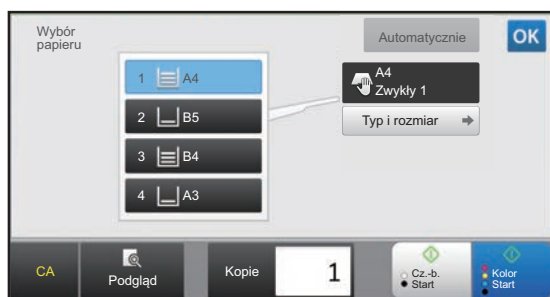 Wybór
papieru
Automatycznie
OK
1 A4
A4
Zwykły 1
2 B5
Typ i rozmiar
3 B4
4 A3
CA
Podgląd
Kopie
1
Cz.-b.
Start
Kolor
Start